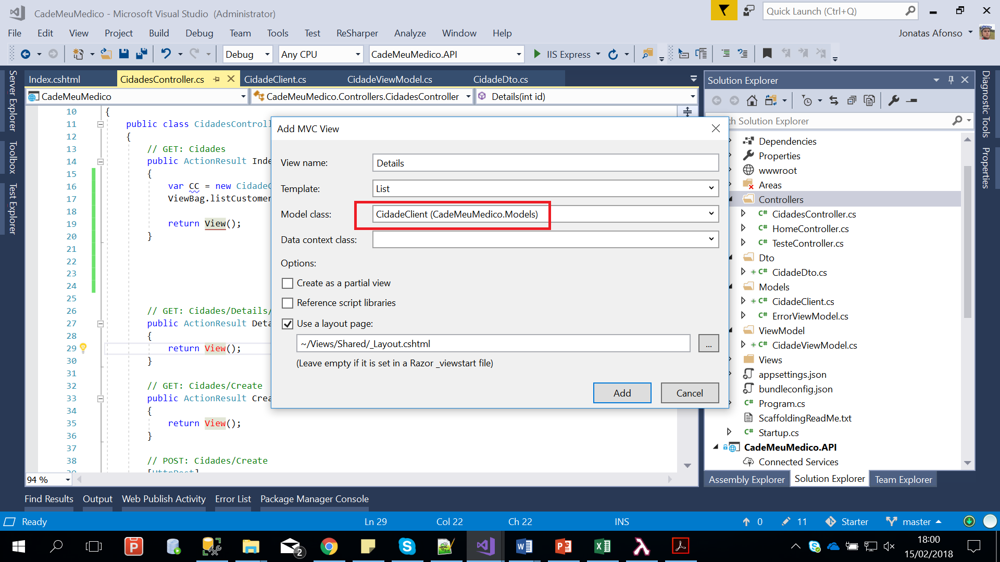 CadeMeuMedico - Microsoft Visual Studio (Administrator)
Quick Launch (Ctrl+Q)
File Edit View Project Build Debug Team Tools Test ReSharper Analyze Window Help
Jonatas Afonso
Debug Any CPU CadeMeuMedico.API IIS Express
Server Explorer
Toolbox
Test Explorer
Index.cshtml CidadesController.cs CidadeClient.cs CidadeViewModel.cs CidadeDto.cs
CadeMeuMedico CadeMeuMedico.Controllers.CidadesController Details(int id)
10 {
11 public class CidadesControl
12 {
13 // GET: Cidades
14 public ActionResult Inde
15 {
16 var CC = new CidadeC
17 ViewBag.listCustomer
18
19 return View();
20 }
21
22
23
24
25
26 // GET: Cidades/Details/
27 public ActionResult Deta
28 {
29 return View();
30 }
31
32 // GET: Cidades/Create
33 public ActionResult Crea
34 {
35 return View();
36 }
37
38 // POST: Cidades/Create
94 %
Add MVC View
View name: Details
Template: List
Model class: CidadeClient (CadeMeuMedico.Models)
Data context class:
Options:
Create as a partial view
Reference script libraries
Use a layout page:
~/Views/Shared/_Layout.cshtml
...
(Leave empty if it is set in a Razor _viewstart file)
Add Cancel
Solution Explorer
Solution Explorer
Dependencies
Properties
wwwroot
Areas
Controllers
C# CidadesController.cs
C# HomeController.cs
C# TesteController.cs
Dto
+ C# CidadeDto.cs
Models
+ C# CidadeClient.cs
C# ErrorViewModel.cs
ViewModel
+ C# CidadeViewModel.cs
Views
appsettings.json
bundleconfig.json
C# Program.cs
ScaffoldingReadMe.txt
C# Startup.cs
CadeMeuMedico.API
Connected Services
Assembly Explorer Solution Explorer Team Explorer
Diagnostic Tools
Properties
Find Results Output Web Publish Activity Error List Package Manager Console
Ready Ln 29 Col 22 Ch 22 INS 0 11 Starter master
2
18:00
15/02/2018